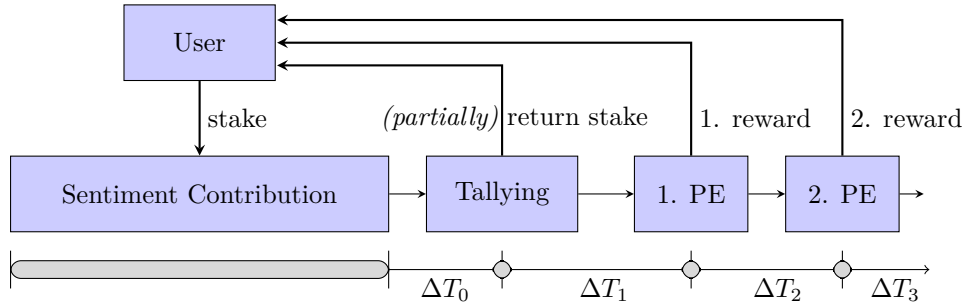 User
stake
(partially) return stake
1. reward
2. reward
Sentiment Contribution
Tallying
1. PE
2. PE
ΔT₀
ΔT₁
ΔT₂
ΔT₃